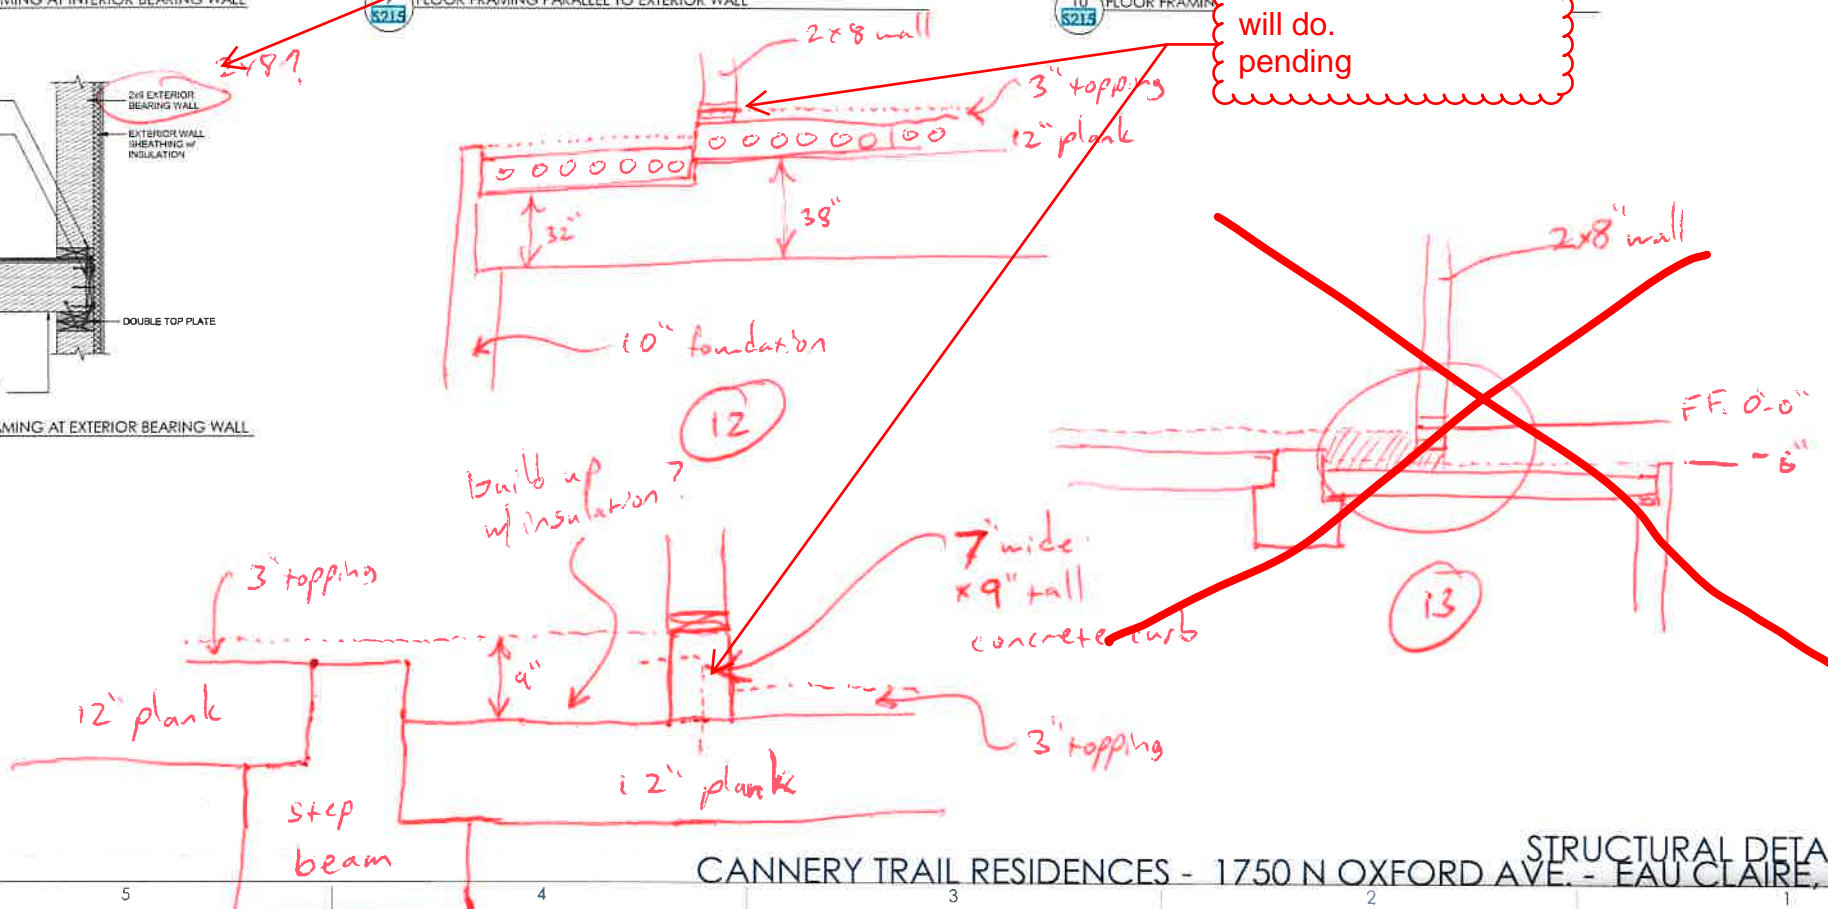 FRAMING AT INTERIOR BEARING WALL
S215
FLOOR FRAMING PARALLEL TO EXTERIOR WALL
10
S215
FLOOR FRAMIN
will do.
pending
2x8?
2x6 EXTERIOR
BEARING WALL
EXTERIOR WALL
SHEATHING w/
INSULATION
DOUBLE TOP PLATE
AMING AT EXTERIOR BEARING WALL
2x8 wall
3" topping
12" plank
32"
38"
10" foundation
12
2x8" wall
FF. 0'-0"
- 6"
13
build up
w/ insulation?
7" wide
x 9" tall
concrete curb
3" topping
9"
12" plank
3" topping
12" plank
step
beam
STRUCTURAL DETA
CANNERY TRAIL RESIDENCES - 1750 N OXFORD AVE. - EAU CLAIRE,
5
4
3
2
1